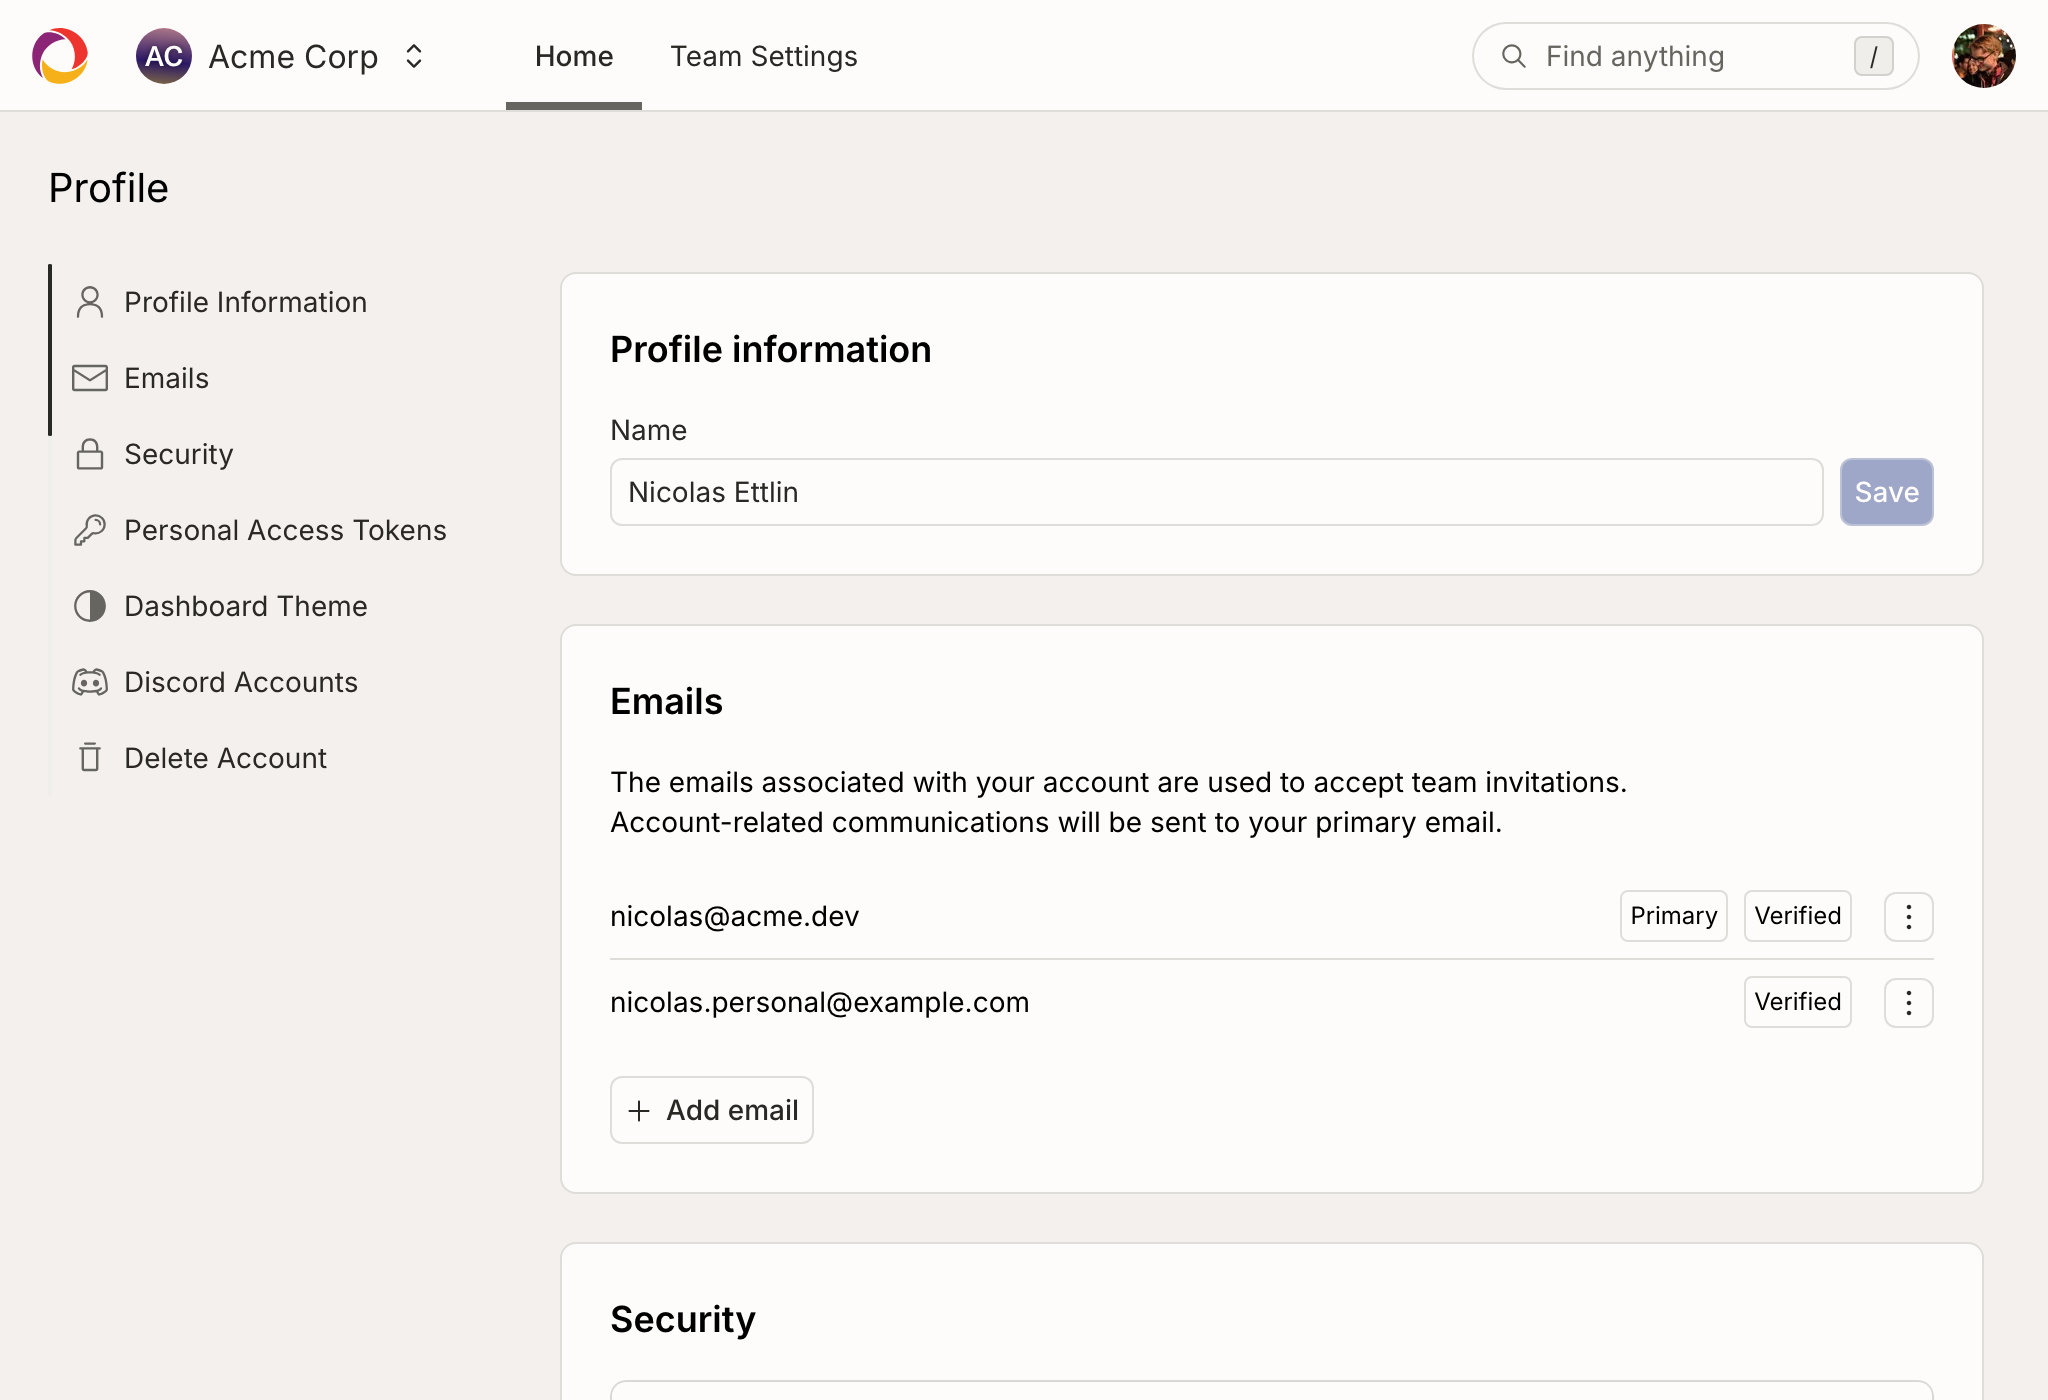 AC Acme Corp Home Team Settings Find anything /
Profile
Profile Information
Emails
Security
Personal Access Tokens
Dashboard Theme
Discord Accounts
Delete Account
Profile information
Name
Nicolas Ettlin Save
Emails
The emails associated with your account are used to accept team invitations.
Account-related communications will be sent to your primary email.
nicolas@acme.dev Primary Verified
nicolas.personal@example.com Verified
Add email
Security